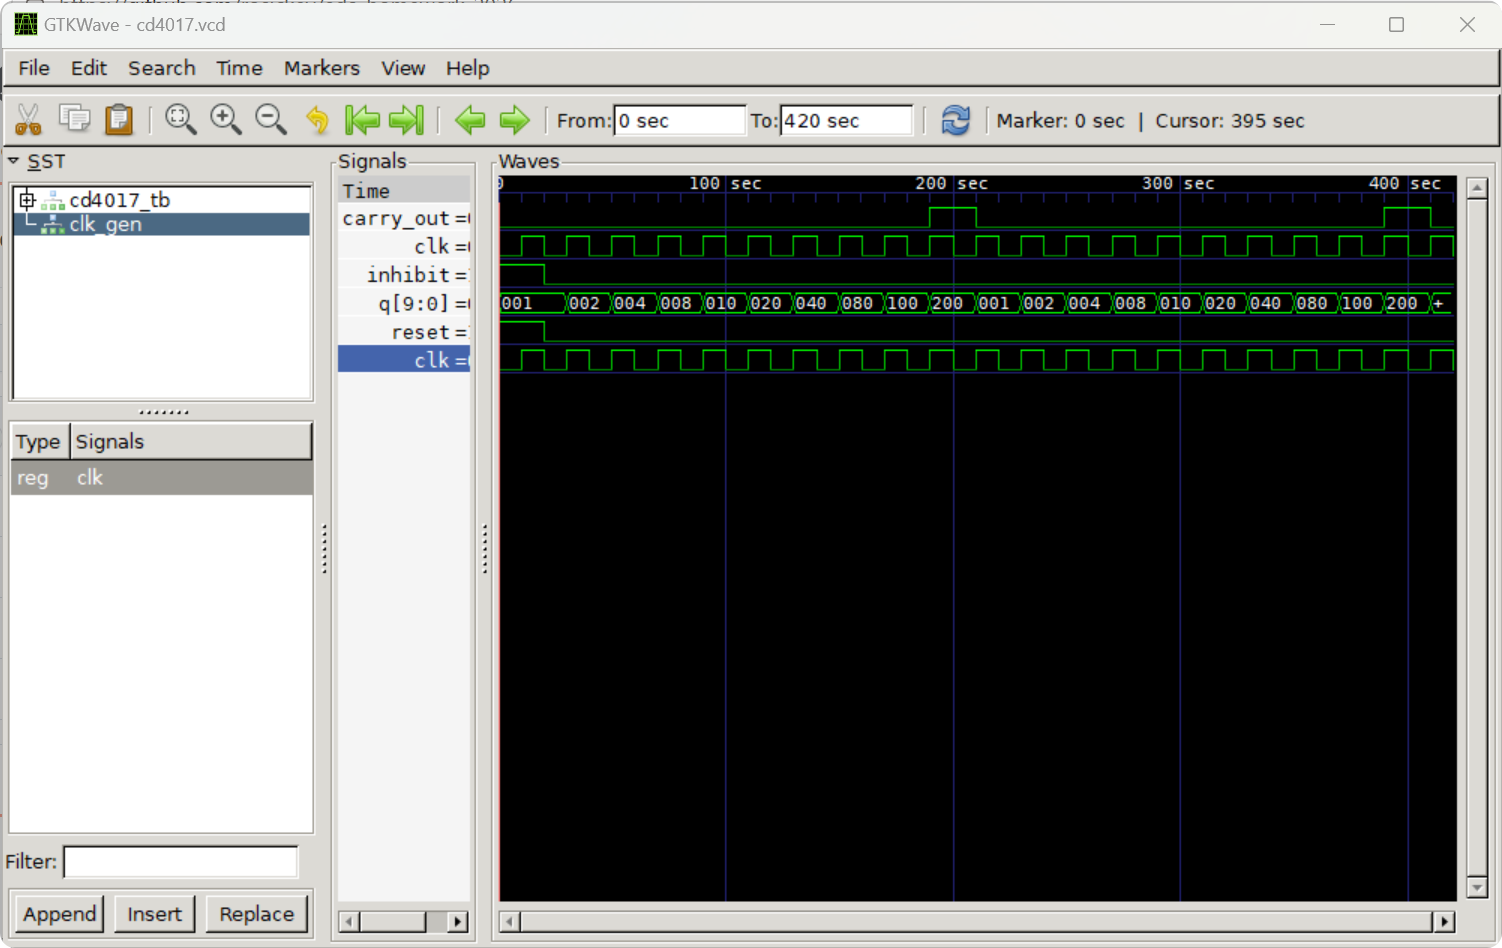 GTKWave - cd4017.vcd
File Edit Search Time Markers View Help
From: 0 sec To: 420 sec Marker: 0 sec | Cursor: 395 sec
SST
cd4017_tb
clk_gen
Type Signals
reg clk
Filter:
Append Insert Replace
Signals
Time
carry_out =
clk =
inhibit =
q[9:0] =
reset =
clk =
Waves
0 100 sec 200 sec 300 sec 400 sec
001 002 004 008 010 020 040 080 100 200 001 002 004 008 010 020 040 080 100 200 +